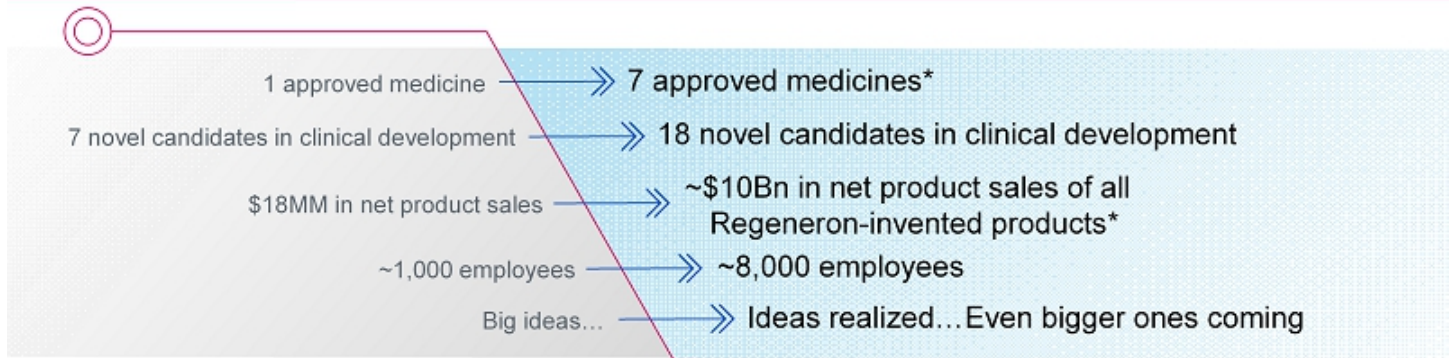 1 approved medicine
7 approved medicines*
7 novel candidates in clinical development
18 novel candidates in clinical development
$18MM in net product sales
~$10Bn in net product sales of all
Regeneron-invented products*
~1,000 employees
~8,000 employees
Big ideas…
Ideas realized…Even bigger ones coming